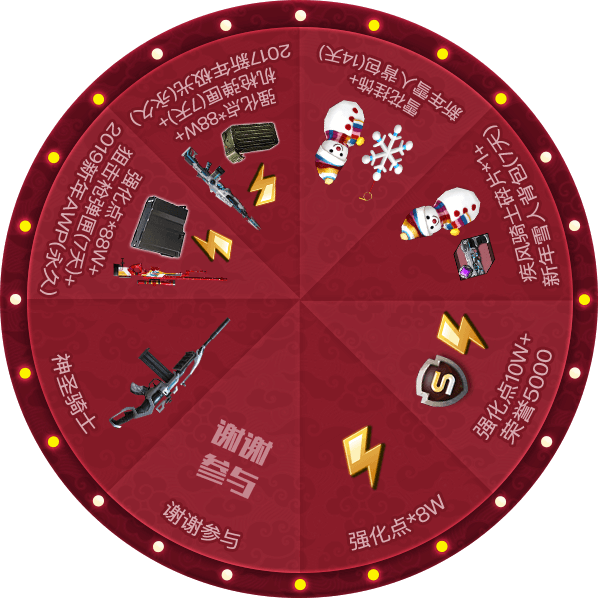 新年雪人背包(14天)
雪花挂饰+
疾风骑士碎片*1+
新年雪人背包(7天)
强化点10W+
荣誉5000
S
强化点*8W
谢谢
参与
谢谢参与
神圣骑士
2019新年AWP(永久)
狙击枪弹匣(7天)+
强化点*88W+
2017新年极光(永久)
机枪弹匣(7天)+
强化点*88W+